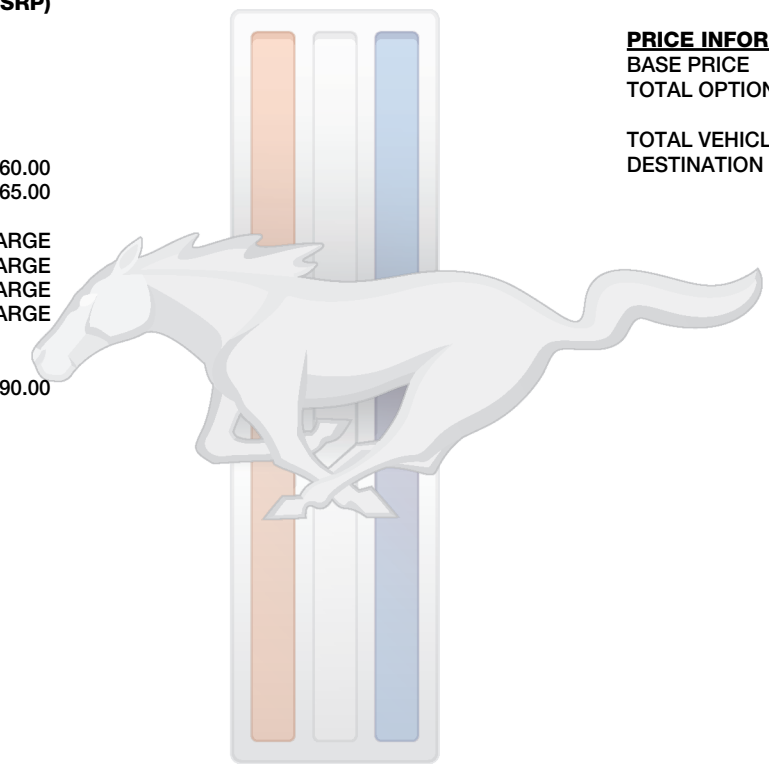 SRP)
60.00
65.00
ARGE
ARGE
ARGE
ARGE
90.00
PRICE INFOR
BASE PRICE
TOTAL OPTION
TOTAL VEHICL
DESTINATION